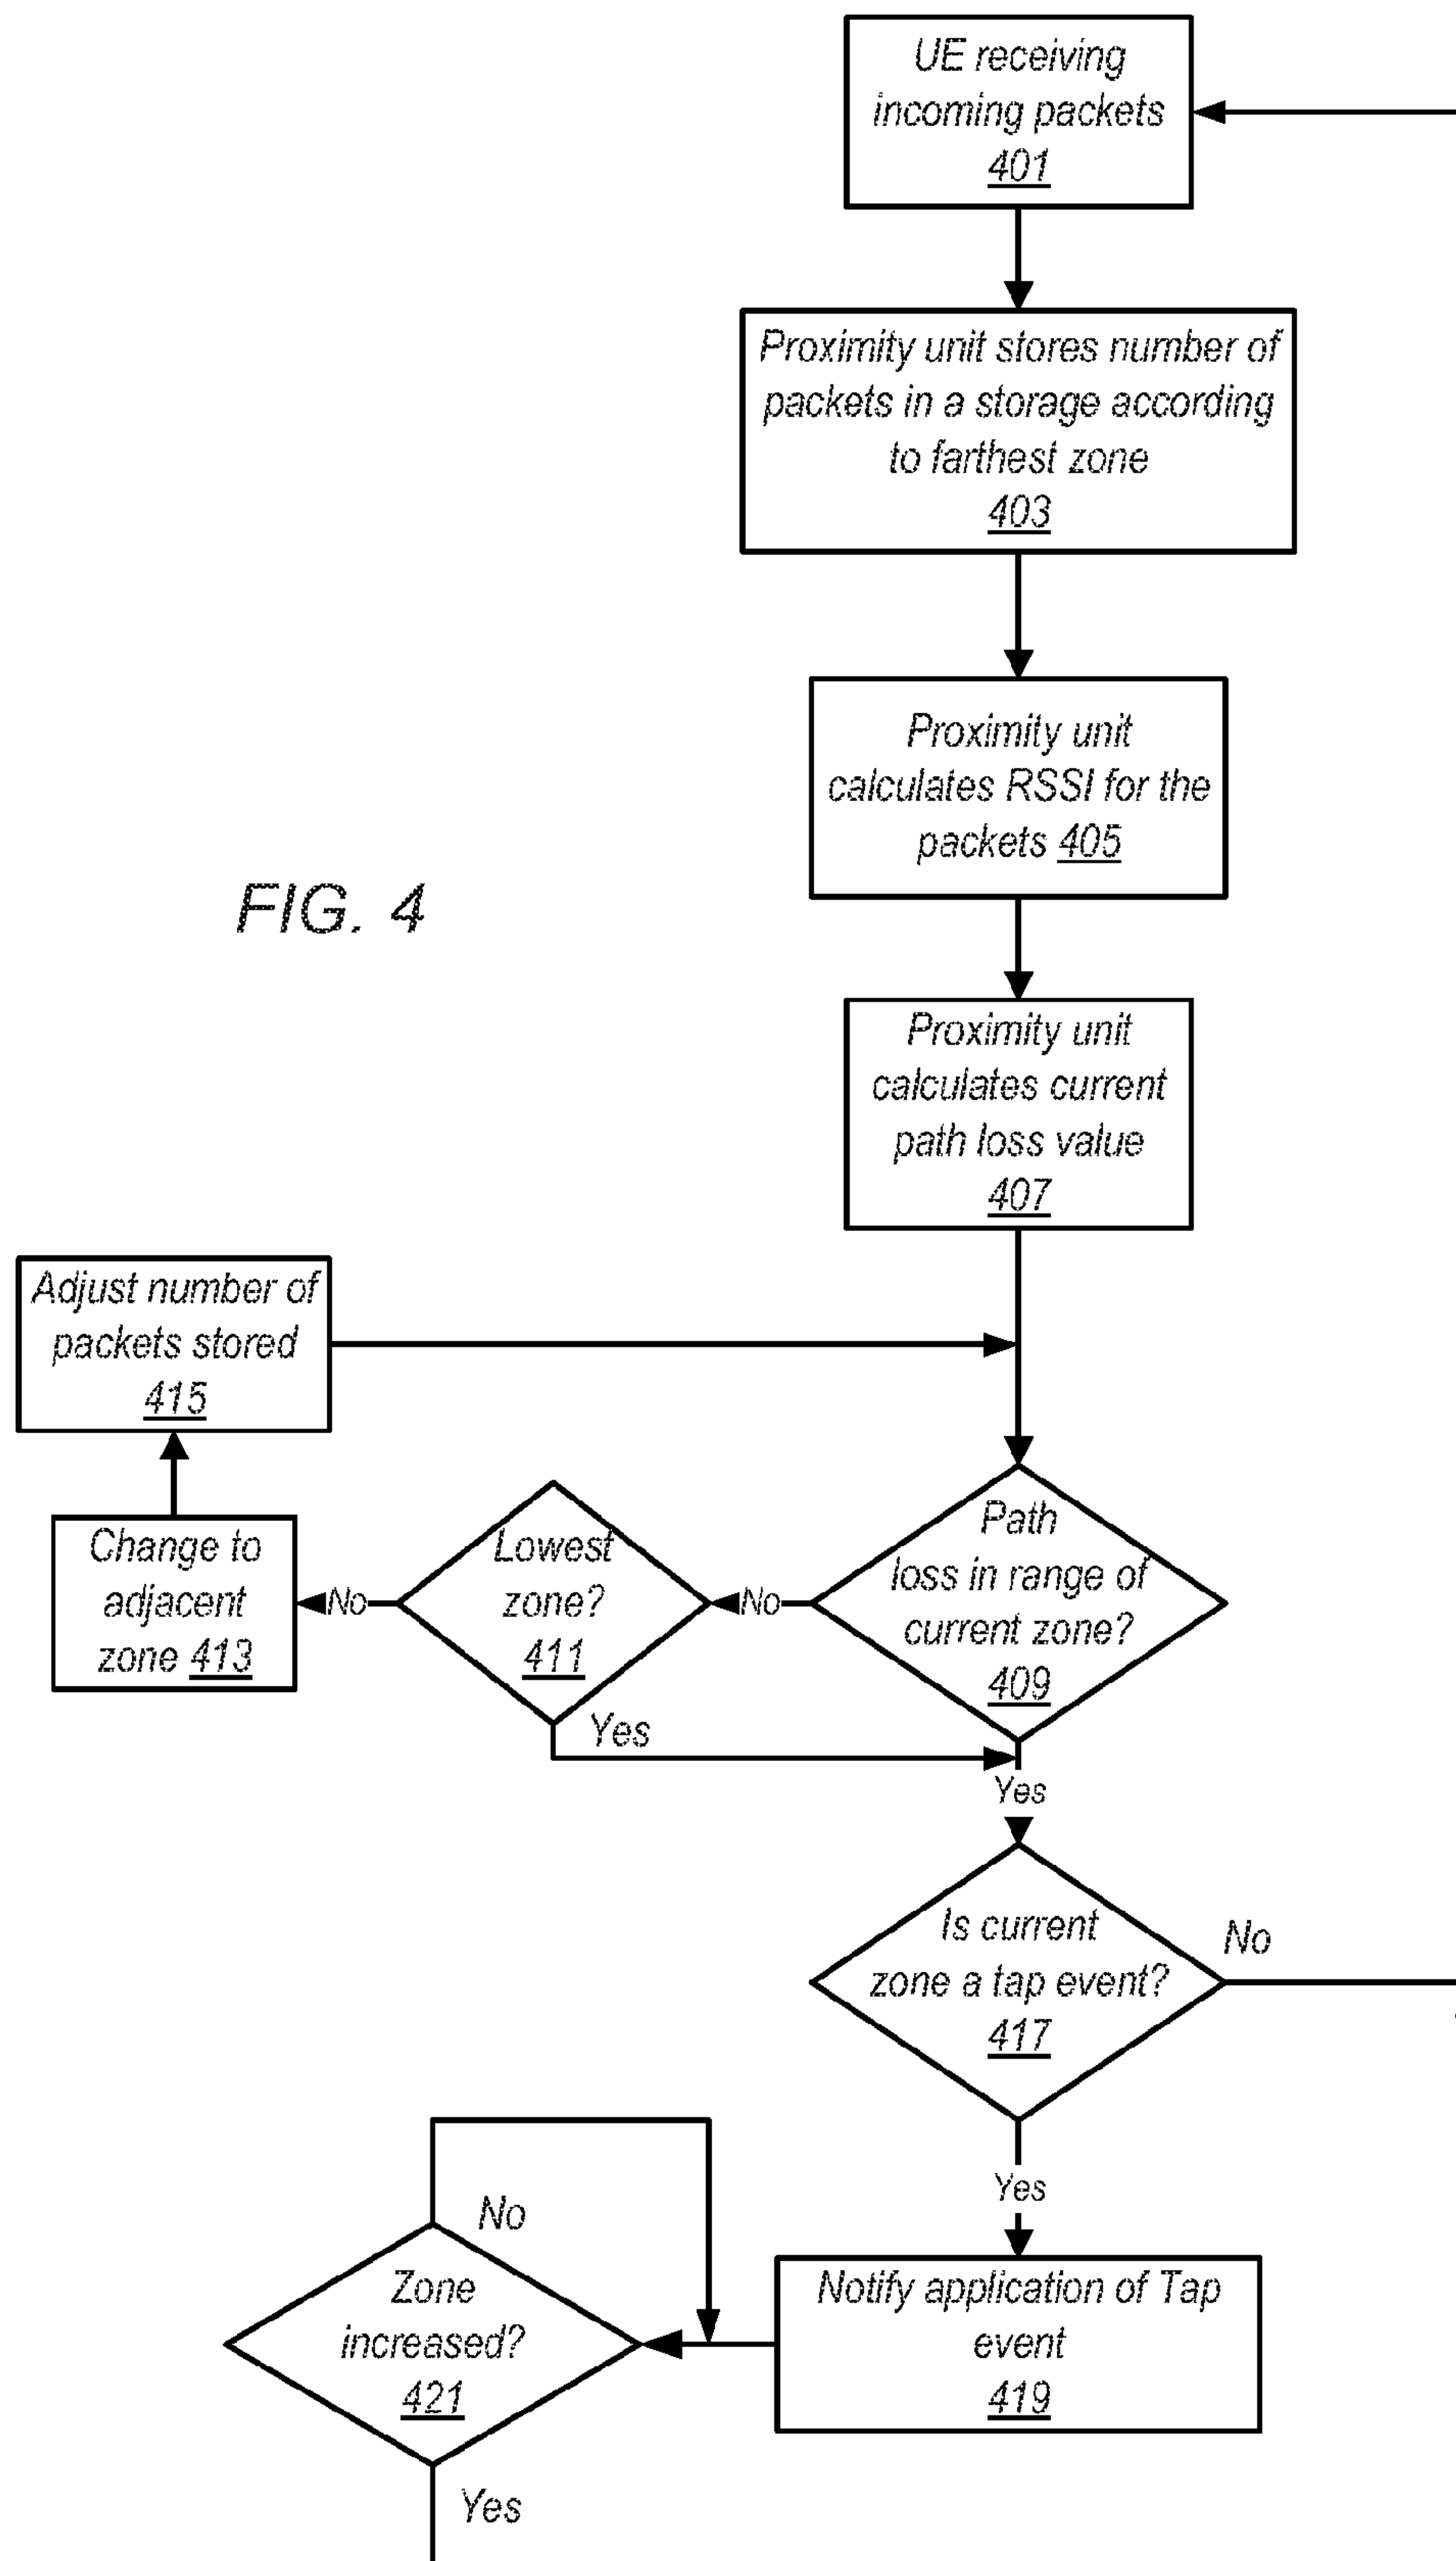 UE receiving
incoming packets
401
Proximity unit stores number of
packets in a storage according
to farthest zone
403
Proximity unit
calculates RSSI for the
packets 405
FIG. 4
Proximity unit
calculates current
path loss value
407
Adjust number of
packets stored
415
Change to
adjacent
zone 413
No
Lowest
zone?
411
No
Path
loss in range of
current zone?
409
Yes
Yes
Is current
zone a tap event?
417
No
Yes
No
Zone
increased?
421
Notify application of Tap
event
419
Yes